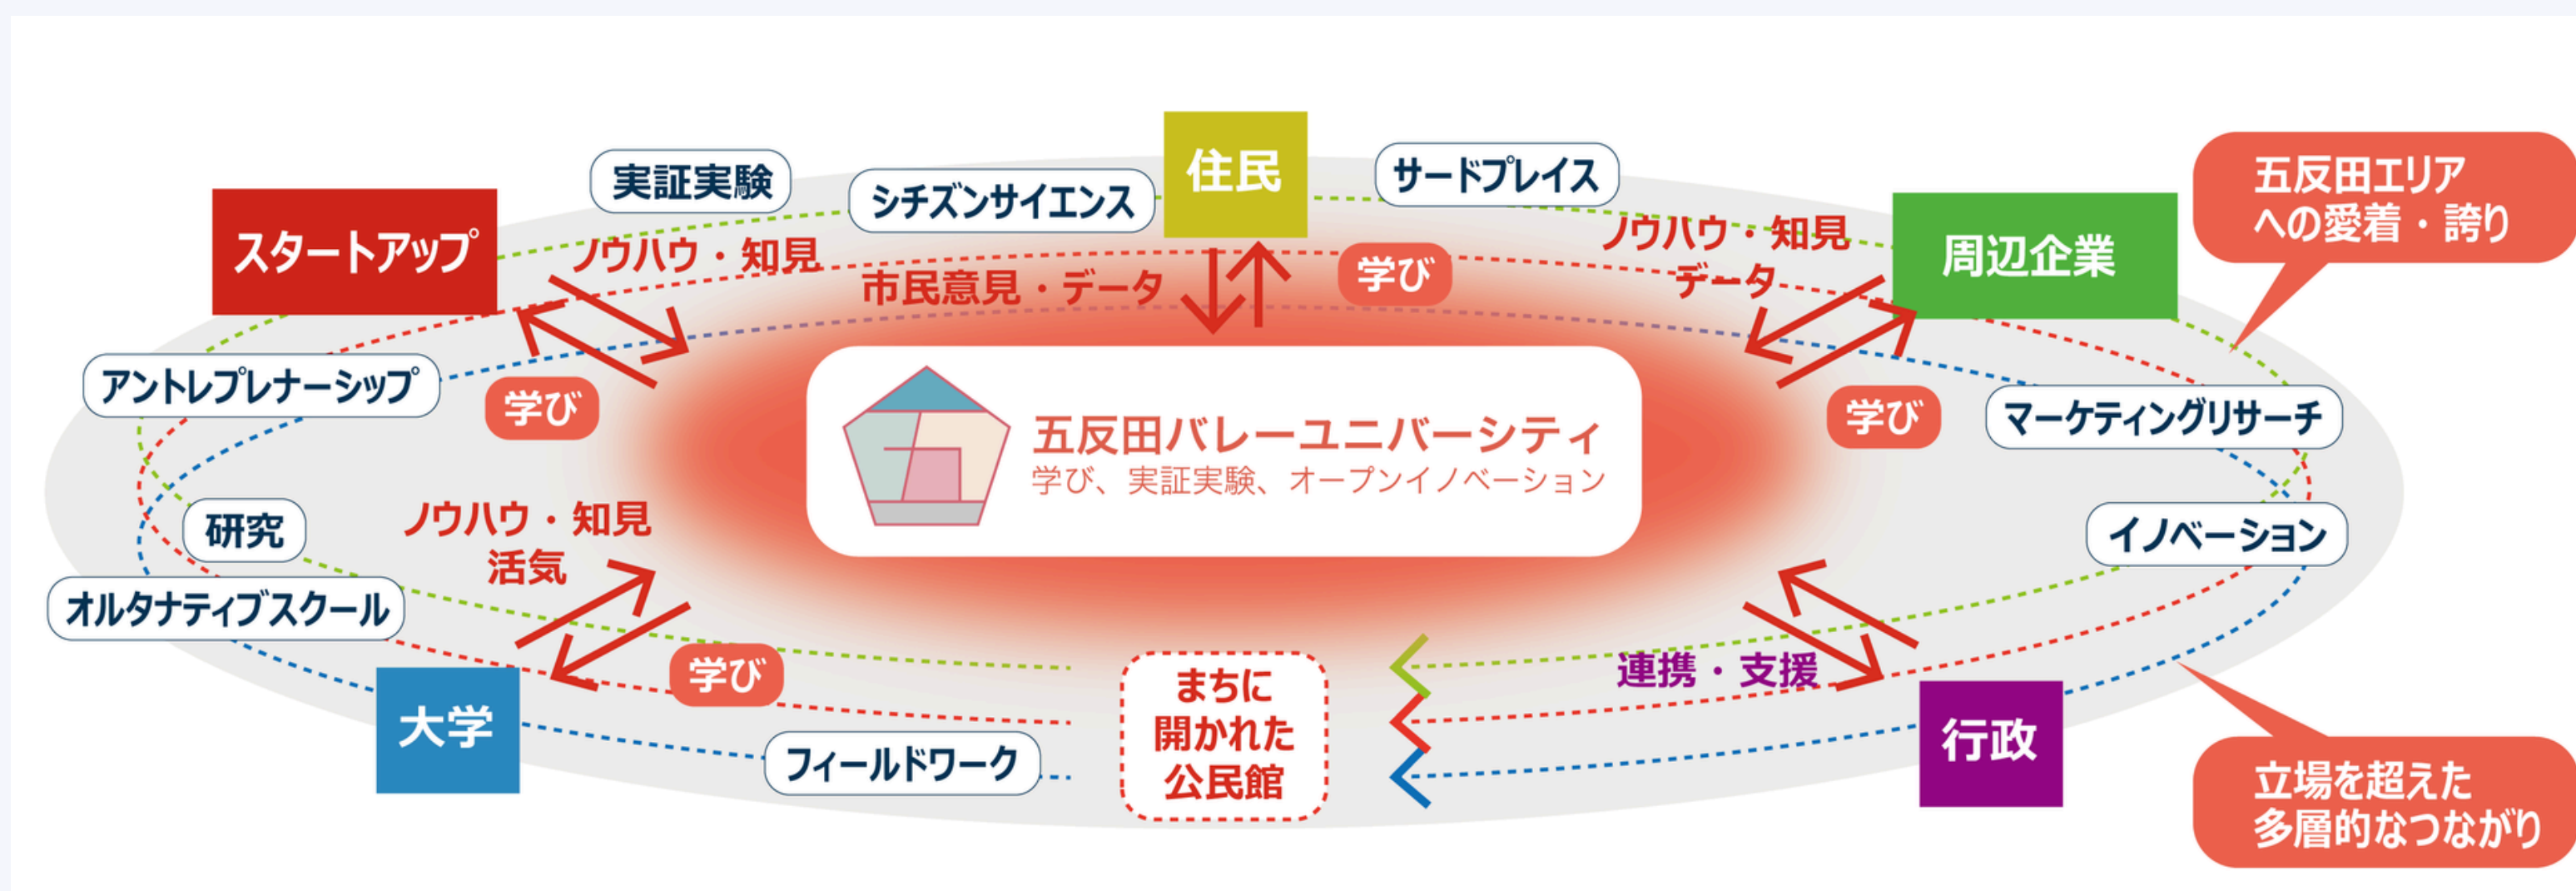 住民
実証実験
シチズンサイエンス
サードプレイス
五反田エリア
への愛着・誇り
スタートアップ
ノウハウ・知見
市民意見・データ
学び
ノウハウ・知見
データ
周辺企業
アントレプレナーシップ
学び
学び
マーケティングリサーチ
五反田バレーユニバーシティ
学び、実証実験、オープンイノベーション
研究
ノウハウ・知見
活気
イノベーション
オルタナティブスクール
学び
まちに
開かれた
公民館
連携・支援
大学
フィールドワーク
行政
立場を超えた
多層的なつながり